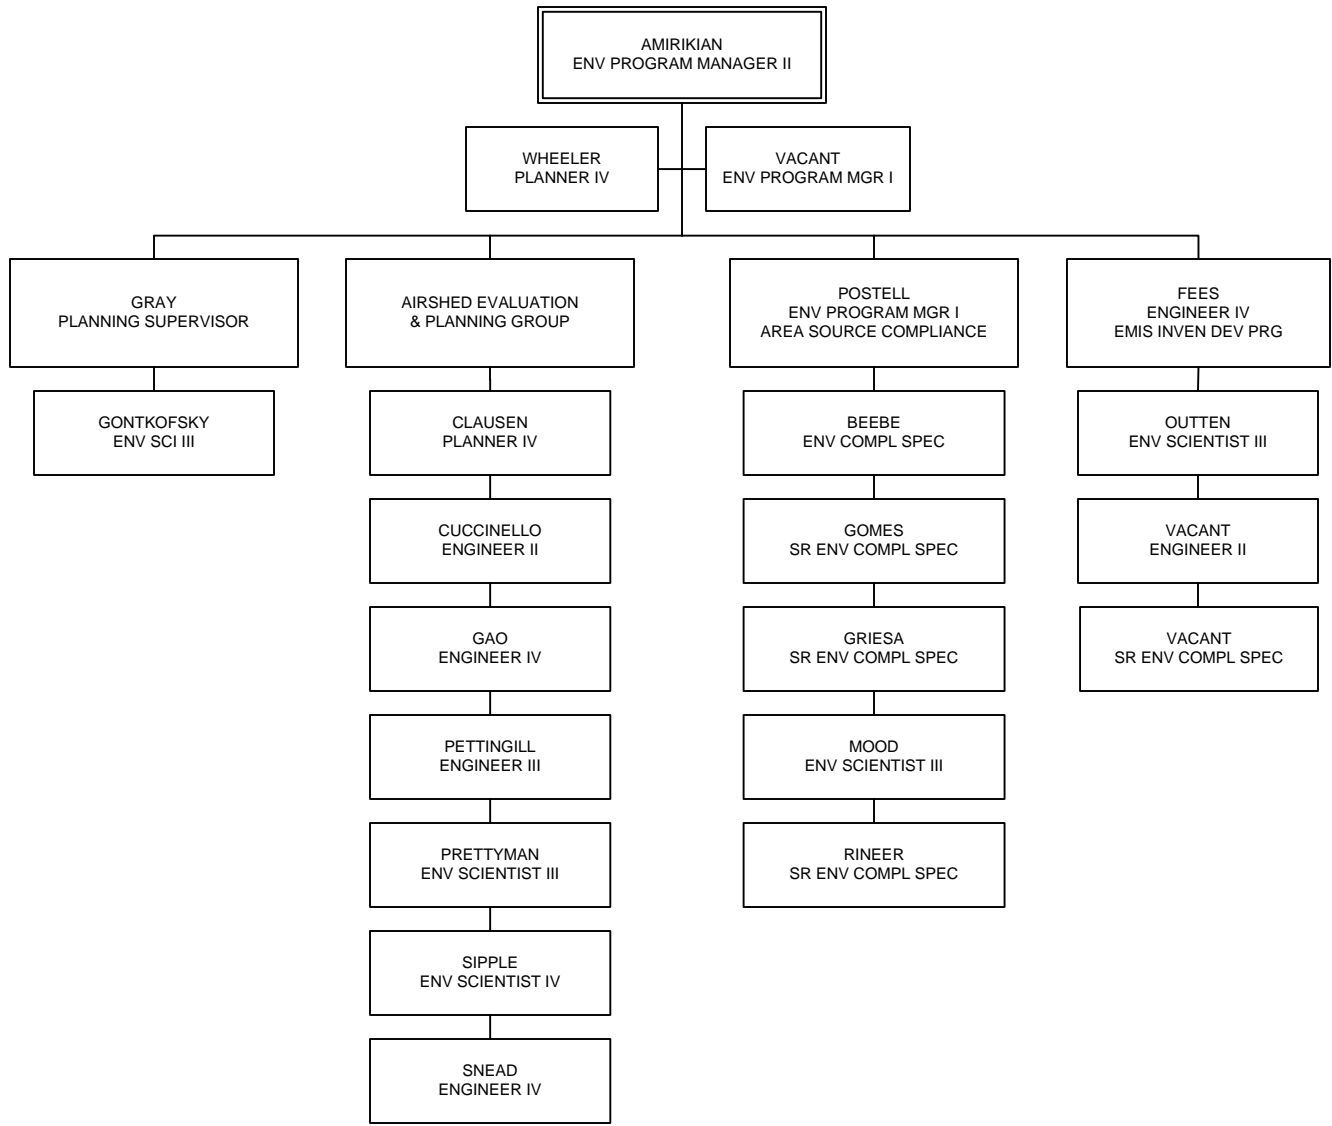 AMIRIKIAN
ENV PROGRAM MANAGER II
WHEELER
PLANNER IV
VACANT
ENV PROGRAM MGR I
GRAY
PLANNING SUPERVISOR
GONTKOFSKY
ENV SCI III
AIRSHED EVALUATION
& PLANNING GROUP
CLAUSEN
PLANNER IV
CUCCINELLO
ENGINEER II
GAO
ENGINEER IV
PETTINGILL
ENGINEER III
PRETTYMAN
ENV SCIENTIST III
SIPPLE
ENV SCIENTIST IV
SNEAD
ENGINEER IV
POSTELL
ENV PROGRAM MGR I
AREA SOURCE COMPLIANCE
BEEBE
ENV COMPL SPEC
GOMES
SR ENV COMPL SPEC
GRIESA
SR ENV COMPL SPEC
MOOD
ENV SCIENTIST III
RINEER
SR ENV COMPL SPEC
FEES
ENGINEER IV
EMIS INVEN DEV PRG
OUTTEN
ENV SCIENTIST III
VACANT
ENGINEER II
VACANT
SR ENV COMPL SPEC